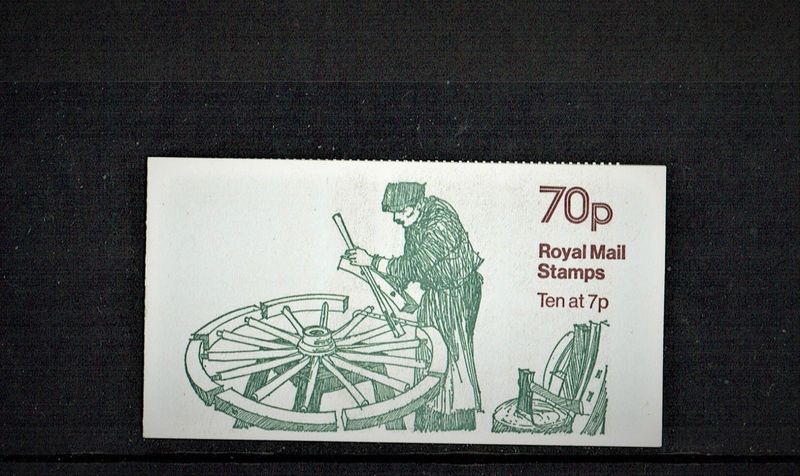 70p
Royal Mail
Stamps
Ten at 7p